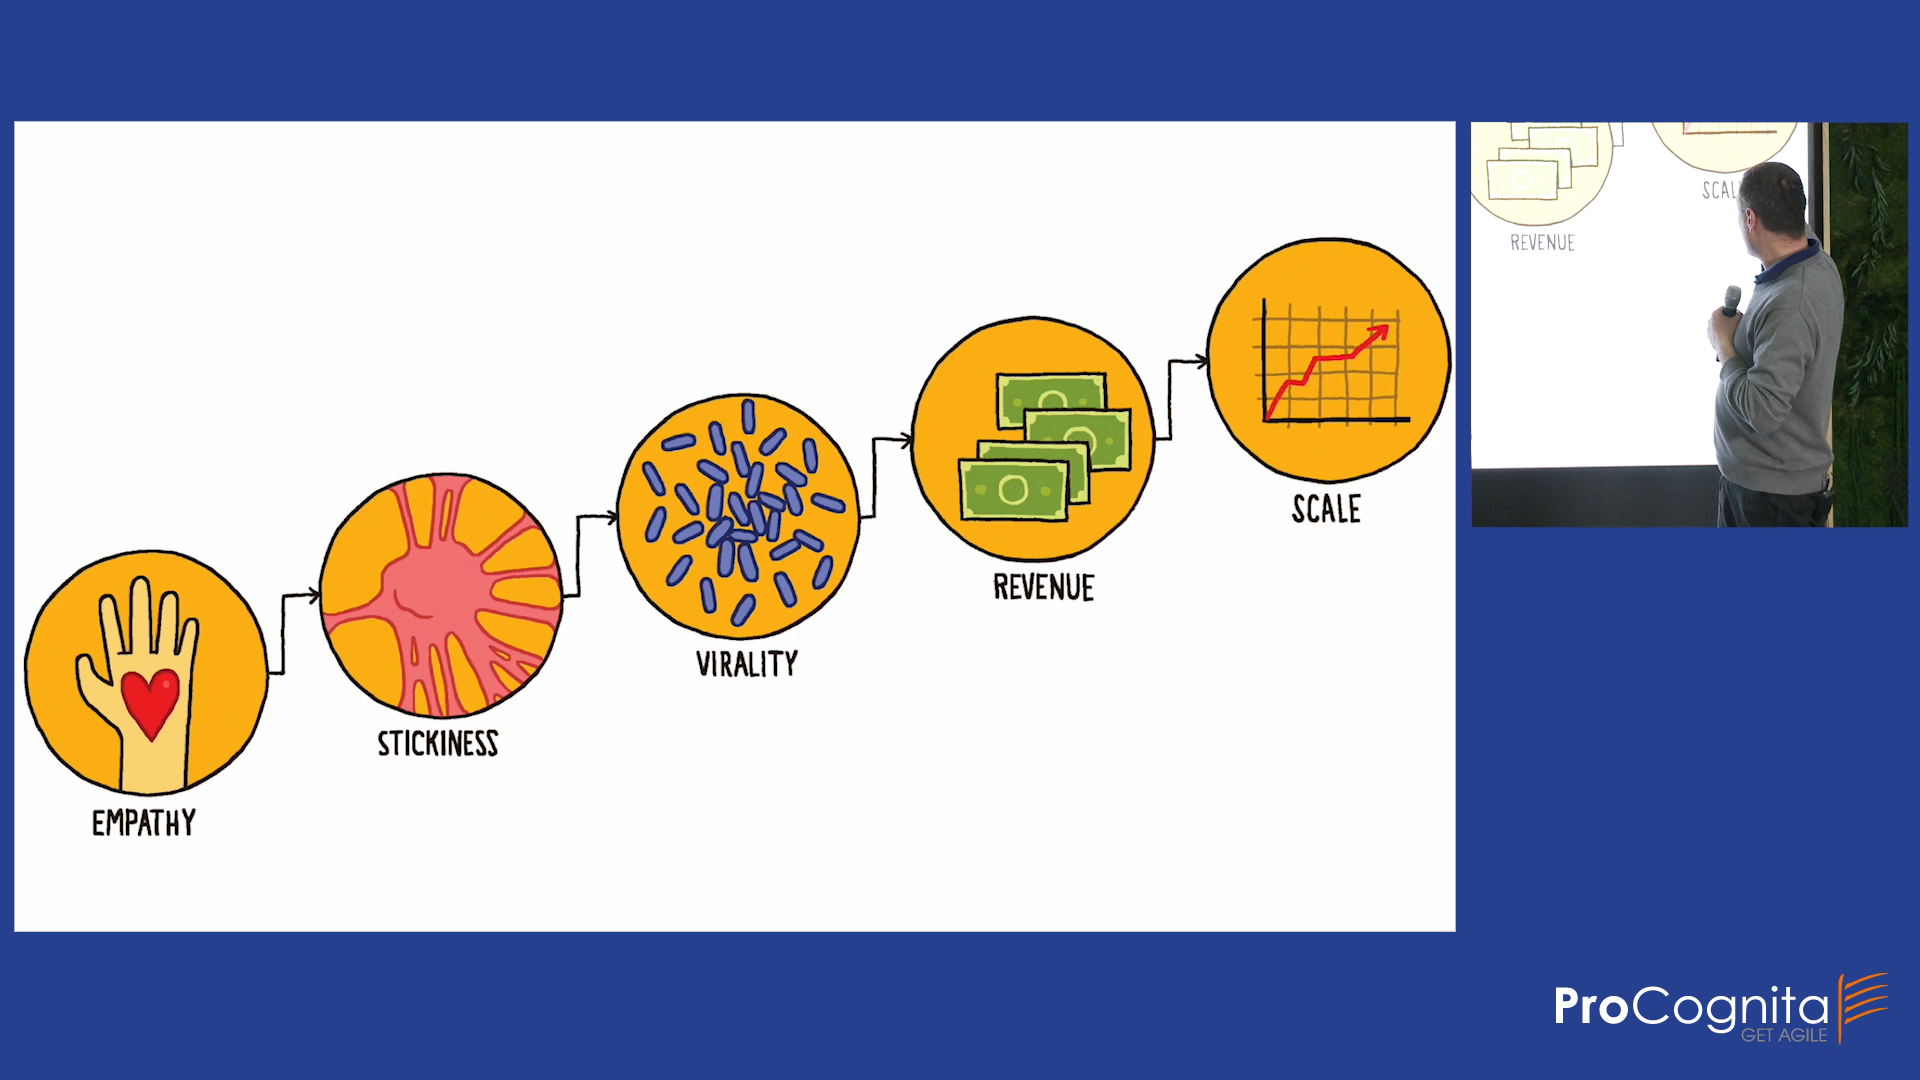 EMPATHY
STICKINESS
VIRALITY
REVENUE
SCALE
REVENUE
ProCognita
GET AGILE